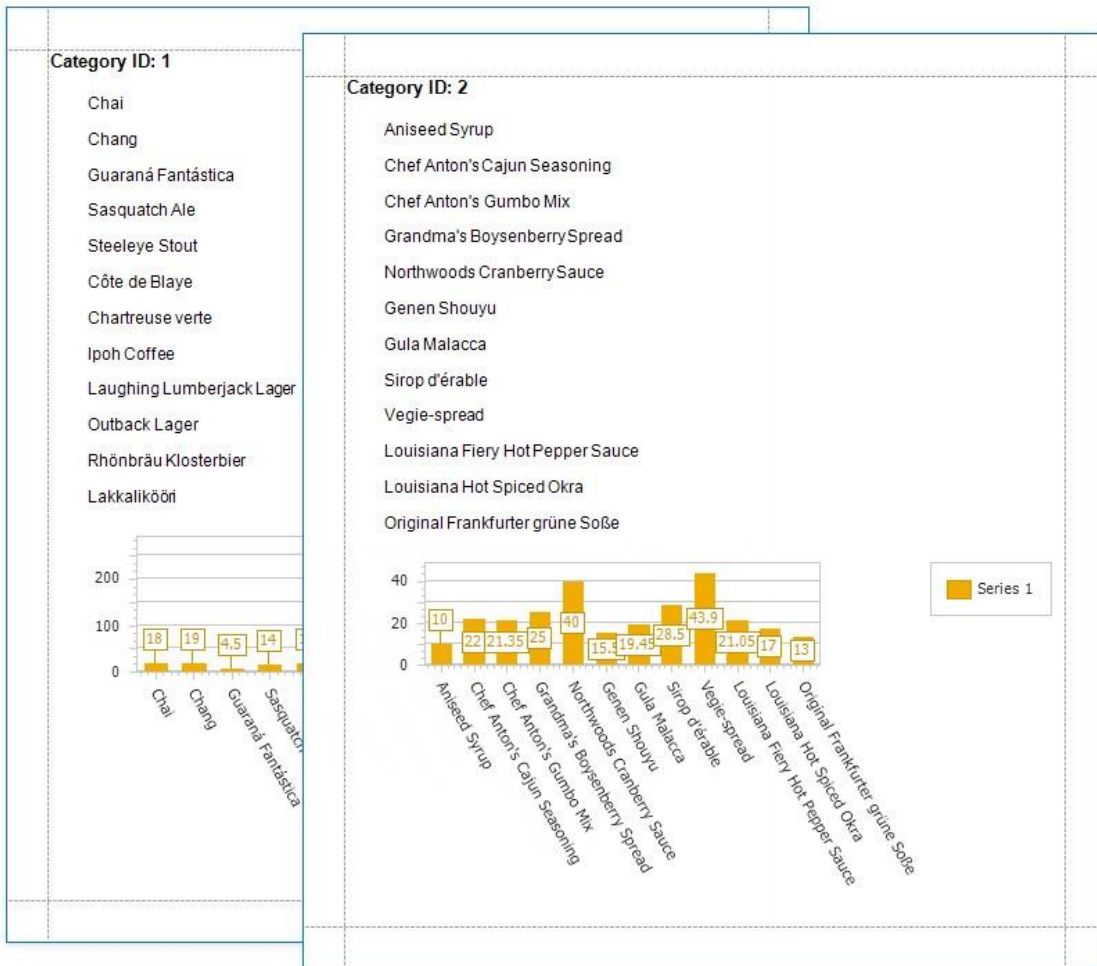 Category ID: 1
Chai
Chang
Guaraná Fantástica
Sasquatch Ale
Steeleye Stout
Côte de Blaye
Chartreuse verte
Ipoh Coffee
Laughing Lumberjack Lager
Outback Lager
Rhönbräu Klosterbier
Lakkalikööri
200
100
0
18
19
4.5
14
Chai
Chang
Guaraná Fantástica
Sasquatch
Category ID: 2
Aniseed Syrup
Chef Anton's Cajun Seasoning
Chef Anton's Gumbo Mix
Grandma's Boysenberry Spread
Northwoods Cranberry Sauce
Genen Shouyu
Gula Malacca
Sirop d'érable
Vegie-spread
Louisiana Fiery Hot Pepper Sauce
Louisiana Hot Spiced Okra
Original Frankfurter grüne Soße
40
20
0
10
22
21.35
25
40
15.5
19.45
28.5
43.9
21.05
17
13
Aniseed Syrup
Chef Anton's Cajun Seasoning
Chef Anton's Gumbo Mix
Grandma's Boysenberry Spread
Northwoods Cranberry Sauce
Genen Shouyu
Gula Malacca
Sirop d'érable
Vegie-spread
Louisiana Fiery Hot Pepper Sauce
Louisiana Hot Spiced Okra
Original Frankfurter grüne Soße
Series 1